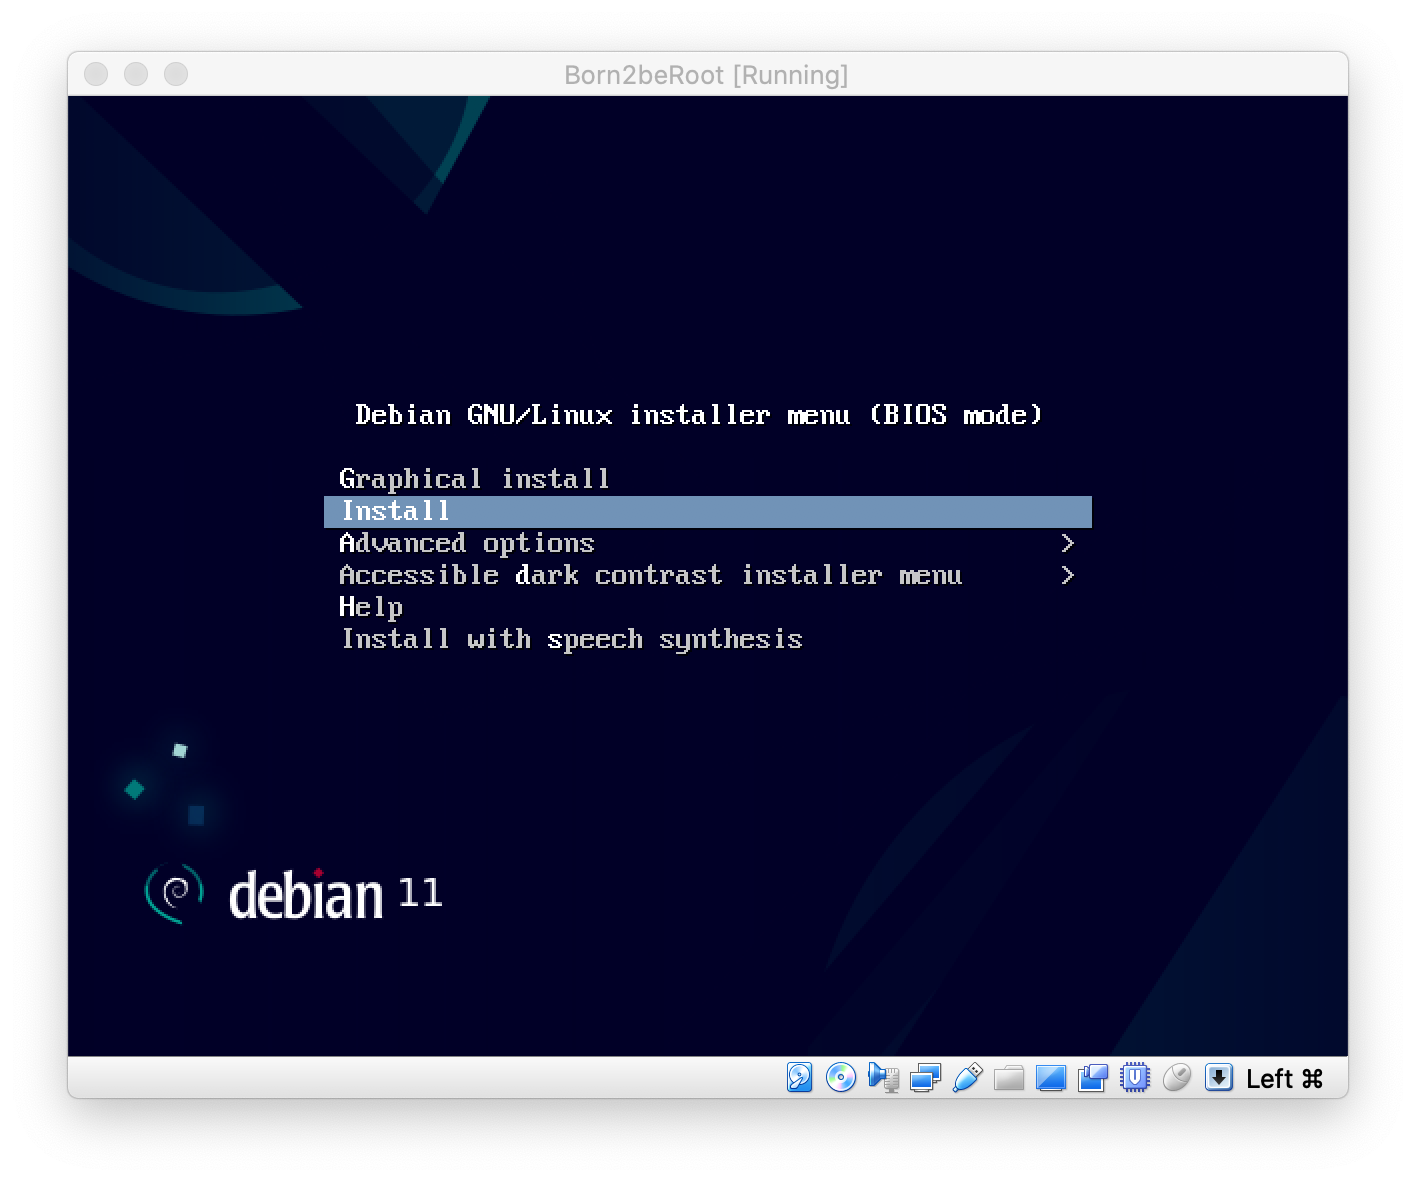 Born2beRoot [Running]
Debian GNU/Linux installer menu (BIOS mode)
Graphical install
Install
Advanced options >
Accessible dark contrast installer menu >
Help
Install with speech synthesis
debian 11
Left ⌘